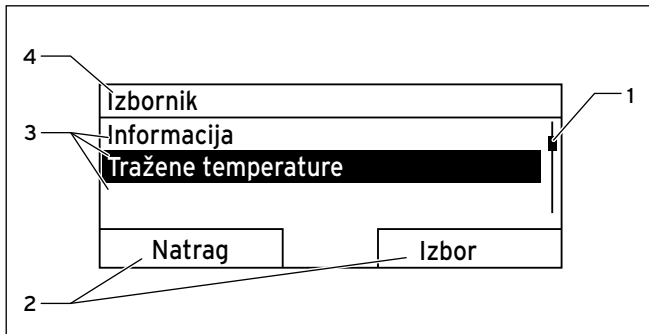 4
Izbornik
1
3
Informacija
Tražene temperature
Natrag
Izbor
2